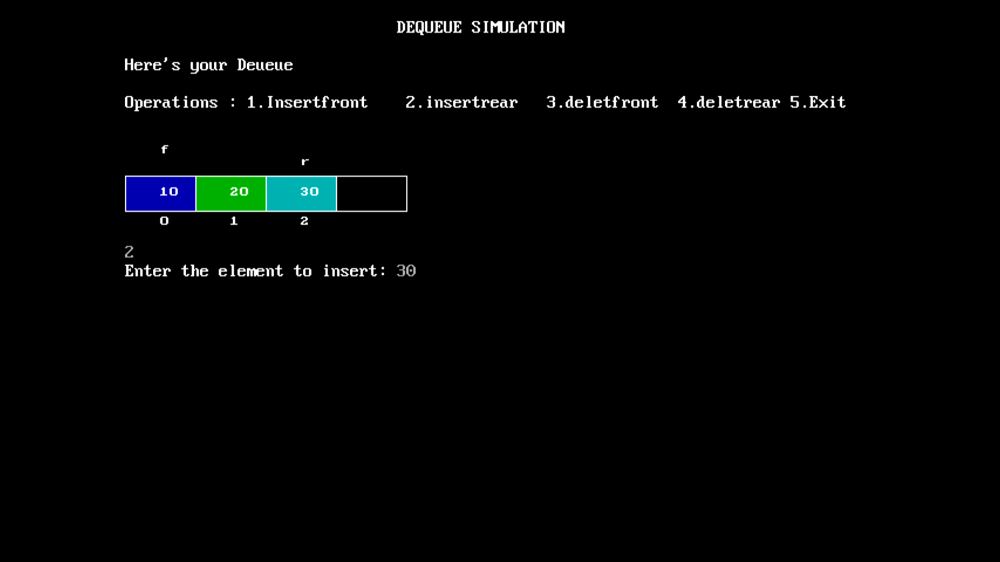 DEQUEUE SIMULATION
Here's your Deueue
Operations : 1.Insertfront 2.insertrear 3.deletfront 4.deletrear 5.Exit
f
r
10 20 30
0 1 2
2
Enter the element to insert: 30